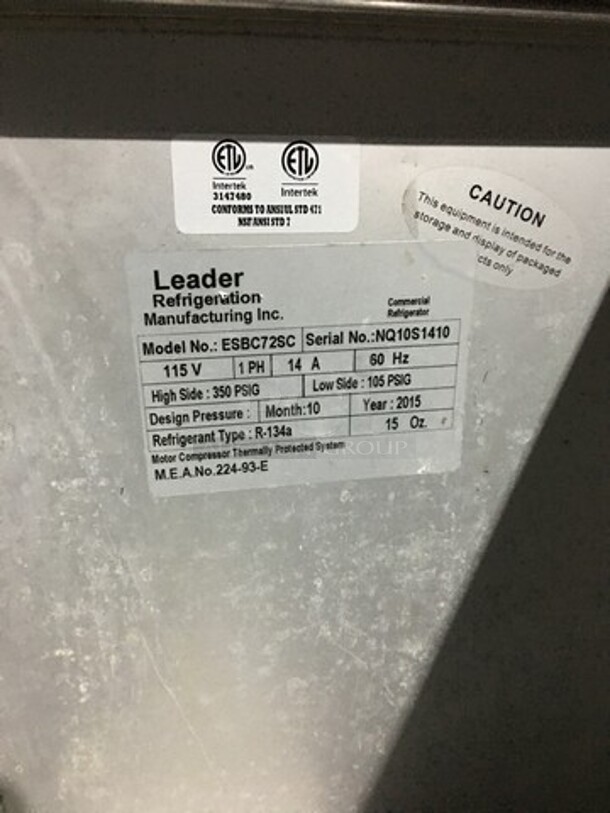 ETL ETL
Intertek Intertek
3147480
CONFORMS TO ANSI/UL STD 471
NSF/ANSI STD 7
CAUTION
This equipment is intended for the
storage and display of packaged
cts only
Leader
Refrigeration
Manufacturing Inc.
Commercial
Refrigerator
Model No.: ESBC72SC Serial No.:NQ10S1410
115 V 1 PH 14 A 60 Hz
High Side : 350 PSIG Low Side : 105 PSIG
Design Pressure : Month:10 Year : 2015
Refrigerant Type : R-134a 15 Oz.
Motor Compressor Thermally Protected System
M.E.A.No.224-93-E
GROUP